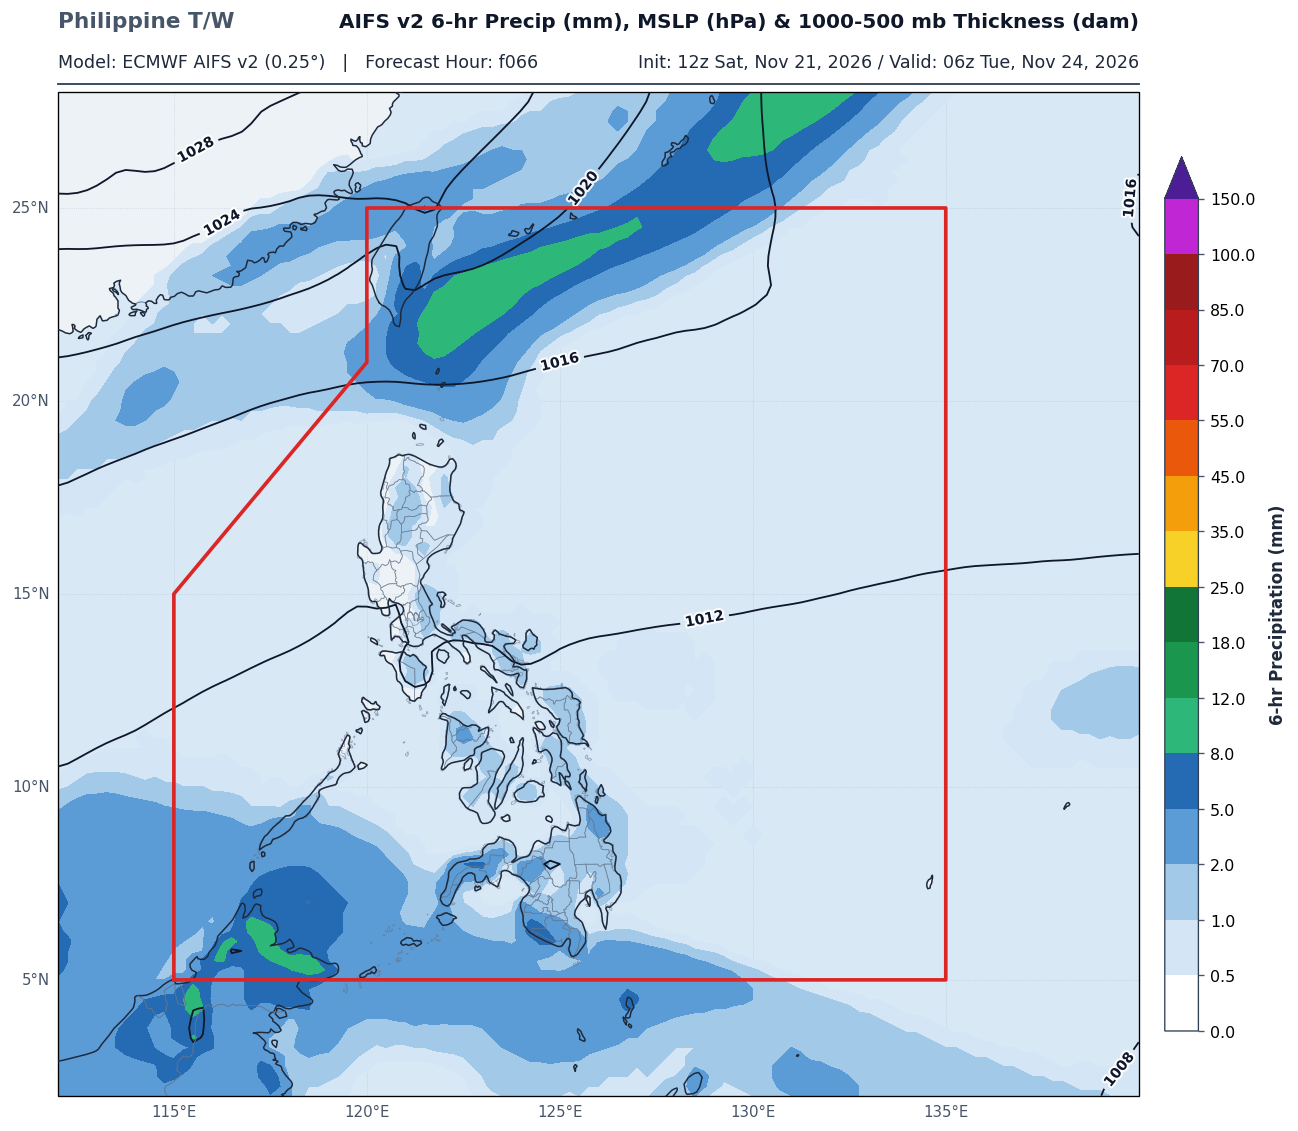 Philippine T/W
AIFS v2 6-hr Precip (mm), MSLP (hPa) & 1000-500 mb Thickness (dam)
Model: ECMWF AIFS v2 (0.25°) | Forecast Hour: f066
Init: 12z Sat, Nov 21, 2026 / Valid: 06z Tue, Nov 24, 2026
1028
1024
1020
1016
1016
1012
1008
25°N
20°N
15°N
10°N
5°N
115°E
120°E
125°E
130°E
135°E
150.0
100.0
85.0
70.0
55.0
45.0
35.0
25.0
18.0
12.0
8.0
5.0
2.0
1.0
0.5
0.0
6-hr Precipitation (mm)